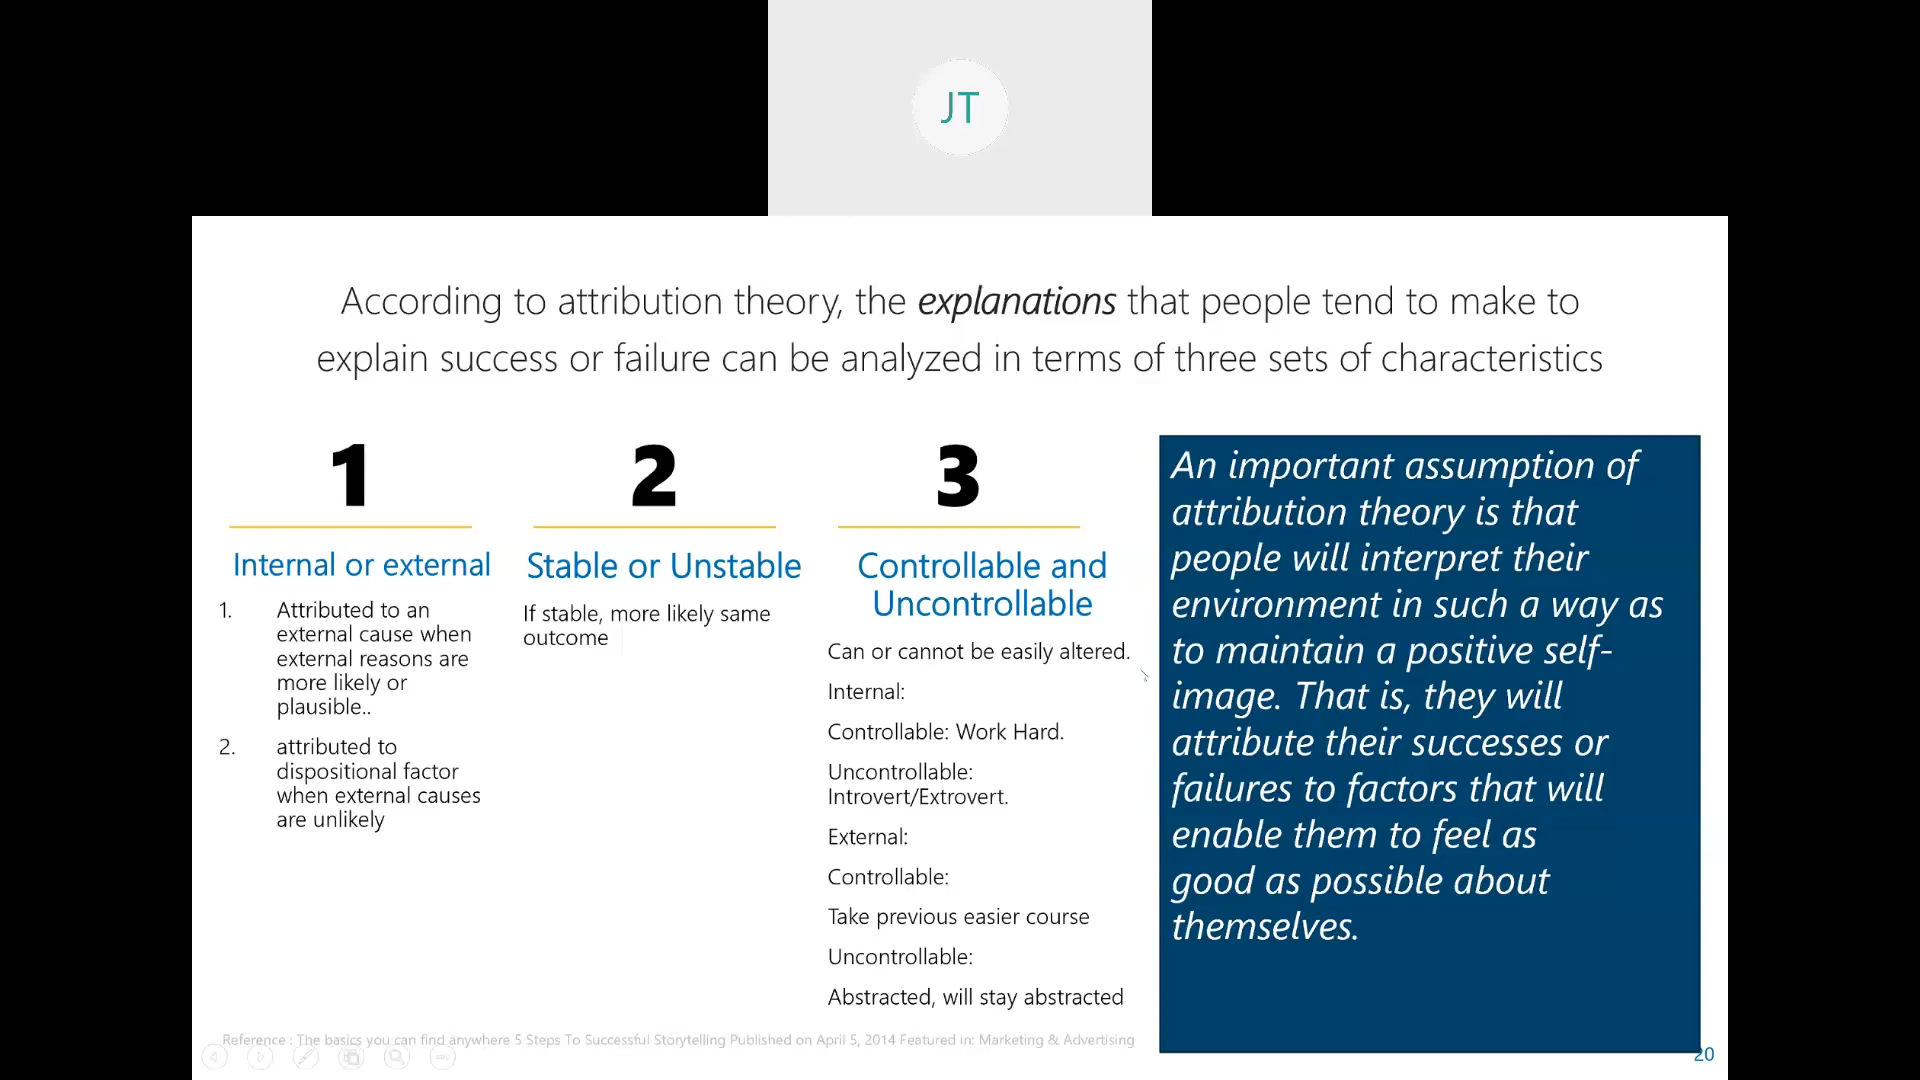 JT
According to attribution theory, the explanations that people tend to make to
explain success or failure can be analyzed in terms of three sets of characteristics
1
Internal or external
1. Attributed to an
external cause when
external reasons are
more likely or
plausible..
2. attributed to
dispositional factor
when external causes
are unlikely
2
Stable or Unstable
If stable, more likely same
outcome
3
Controllable and
Uncontrollable
Can or cannot be easily altered.
Internal:
Controllable: Work Hard.
Uncontrollable:
Introvert/Extrovert.
External:
Controllable:
Take previous easier course
Uncontrollable:
Abstracted, will stay abstracted
An important assumption of
attribution theory is that
people will interpret their
environment in such a way as
to maintain a positive self-
image. That is, they will
attribute their successes or
failures to factors that will
enable them to feel as
good as possible about
themselves.
Reference : The basics you can find anywhere 5 Steps To Successful Storytelling Published on April 5, 2014 Featured in: Marketing & Advertising
20